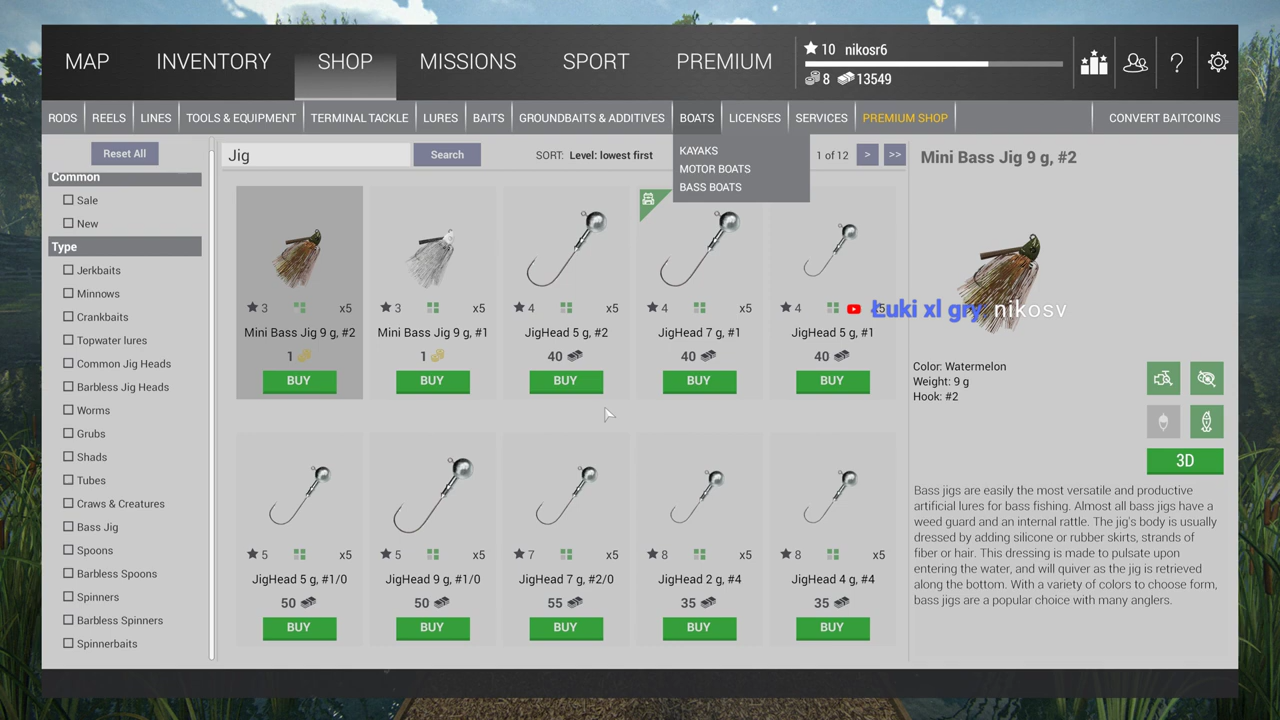 MAP INVENTORY SHOP MISSIONS SPORT PREMIUM
10 nikosr6
8 13549
RODS REELS LINES TOOLS & EQUIPMENT TERMINAL TACKLE LURES BAITS GROUNDBAITS & ADDITIVES BOATS LICENSES SERVICES PREMIUM SHOP CONVERT BAITCOINS
KAYAKS
MOTOR BOATS
BASS BOATS
Reset All
Common
Sale
New
Type
Jerkbaits
Minnows
Crankbaits
Topwater lures
Common Jig Heads
Barbless Jig Heads
Worms
Grubs
Shads
Tubes
Craws & Creatures
Bass Jig
Spoons
Barbless Spoons
Spinners
Barbless Spinners
Spinnerbaits
Jig Search SORT: Level: lowest first 1 of 12 > >>
3 x5 3 x5 4 x5 4 x5 4 x5
Mini Bass Jig 9 g, #2 Mini Bass Jig 9 g, #1 JigHead 5 g, #2 JigHead 7 g, #1 JigHead 5 g, #1
1 1 40 40 40
BUY BUY BUY BUY BUY
5 x5 5 x5 7 x5 8 x5 8 x5
JigHead 5 g, #1/0 JigHead 9 g, #1/0 JigHead 7 g, #2/0 JigHead 2 g, #4 JigHead 4 g, #4
50 50 55 35 35
BUY BUY BUY BUY BUY
Mini Bass Jig 9 g, #2
Łuki xl gry nikosv
Color: Watermelon
Weight: 9 g
Hook: #2
3D
Bass jigs are easily the most versatile and productive
artificial lures for bass fishing. Almost all bass jigs have a
weed guard and an internal rattle. The jig's body is usually
dressed by adding silicone or rubber skirts, strands of
fiber or hair. This dressing is made to pulsate upon
entering the water, and will quiver as the jig is retrieved
along the bottom. With a variety of colors to choose form,
bass jigs are a popular choice with many anglers.